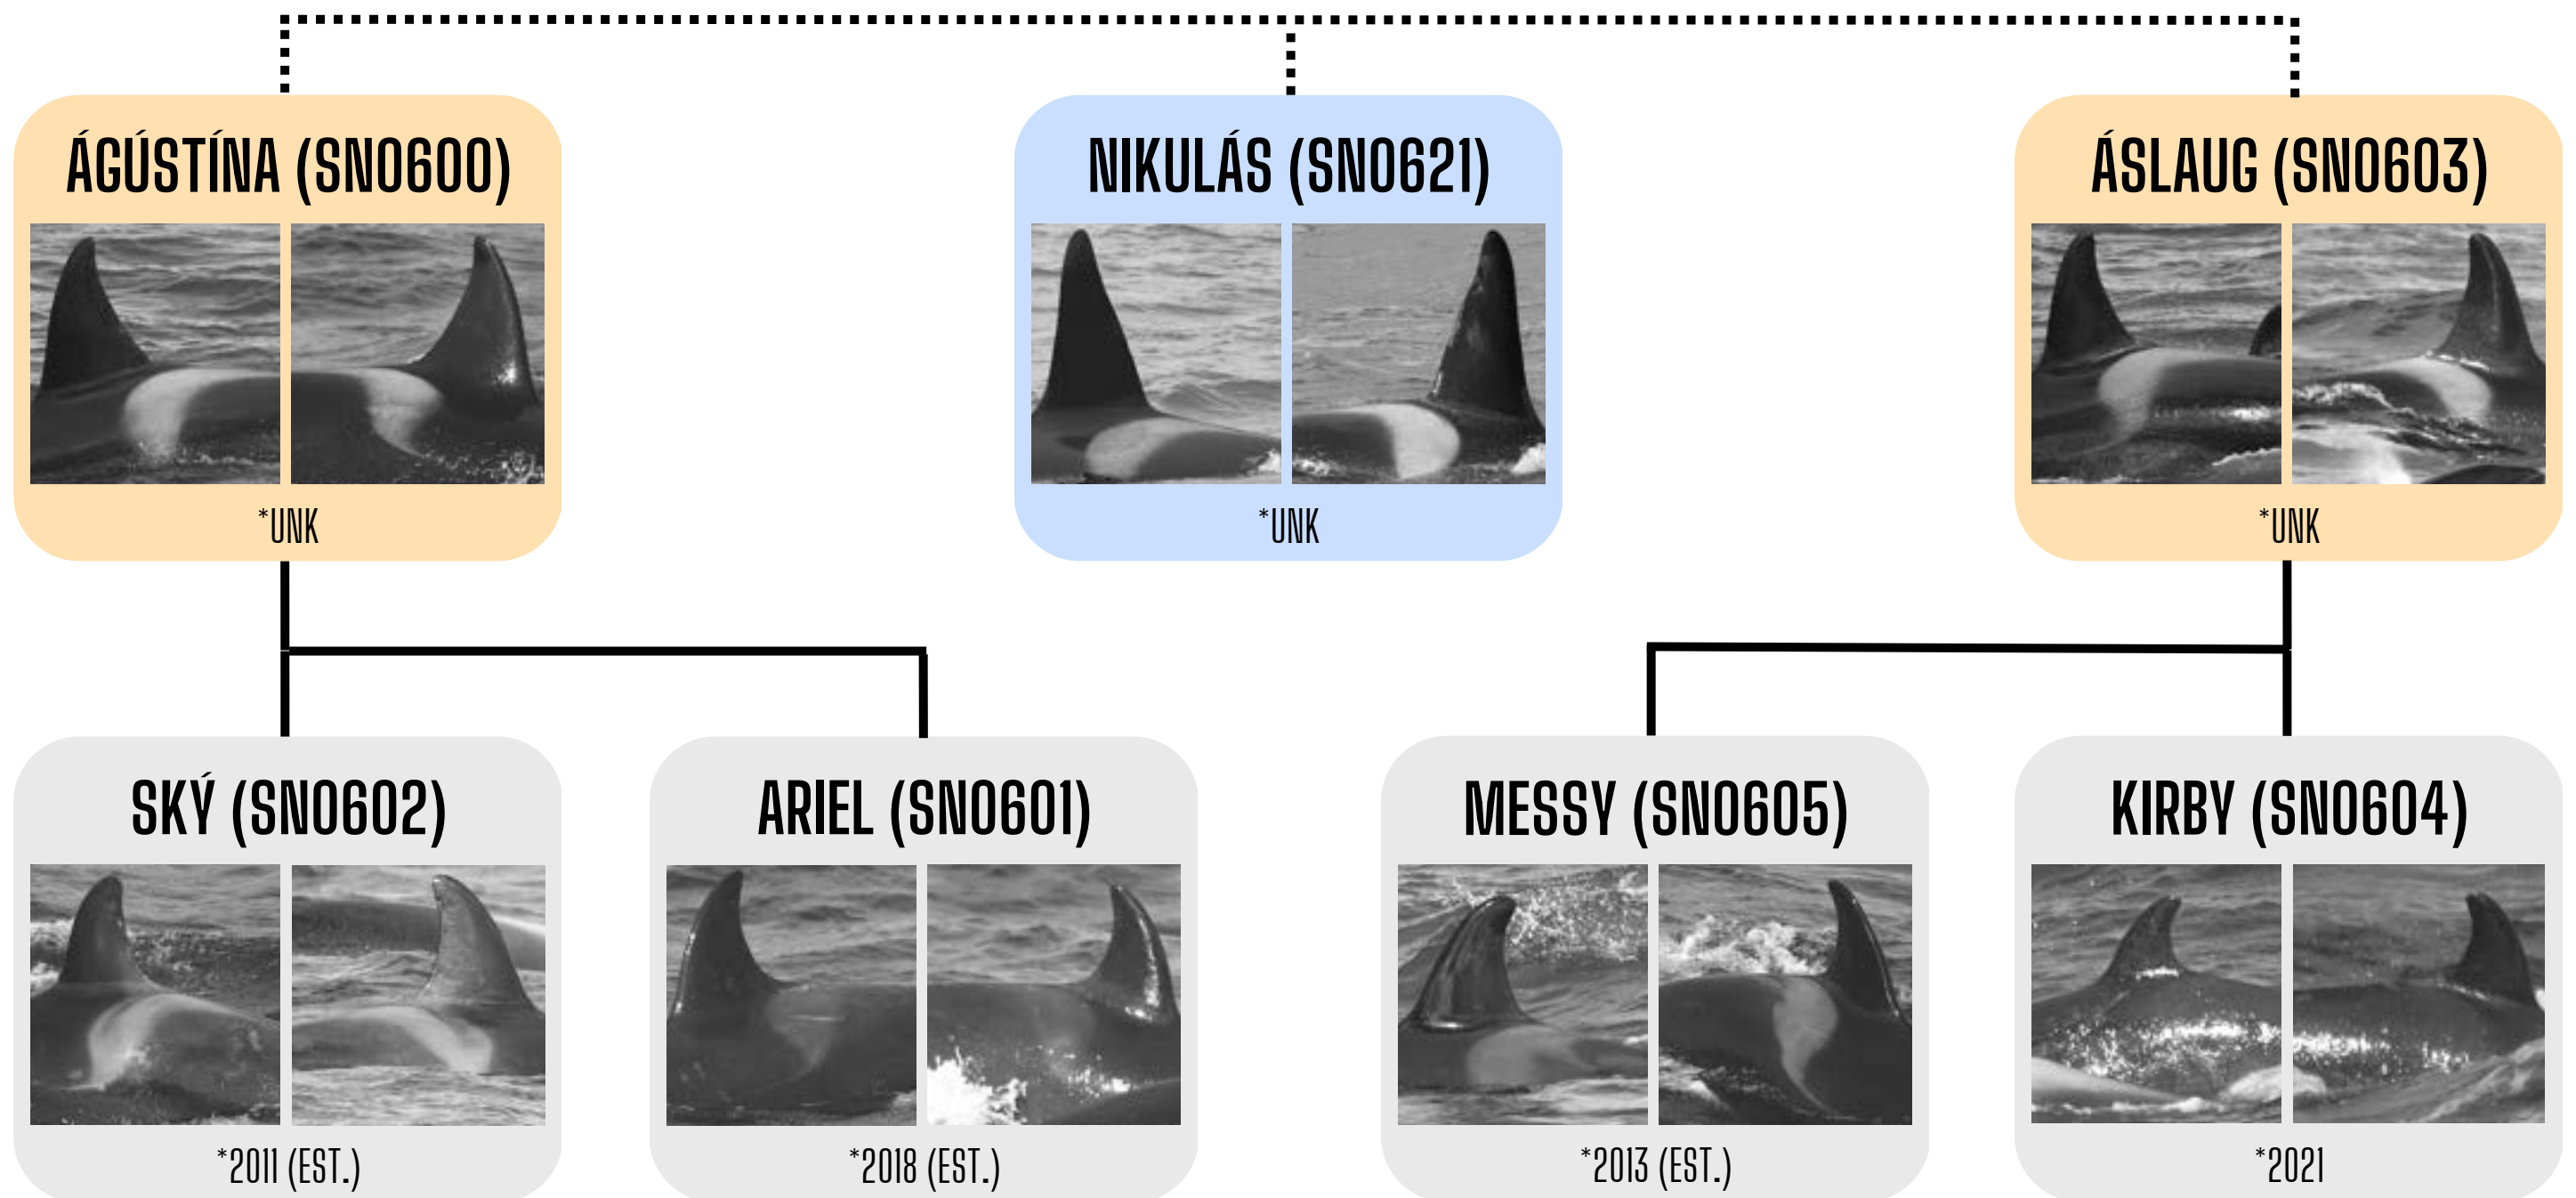 ÁGÚSTÍNA (SN0600)
*UNK
NIKULÁS (SN0621)
*UNK
ÁSLAUG (SN0603)
*UNK
SKÝ (SN0602)
*2011 (EST.)
ARIEL (SN0601)
*2018 (EST.)
MESSY (SN0605)
*2013 (EST.)
KIRBY (SN0604)
*2021